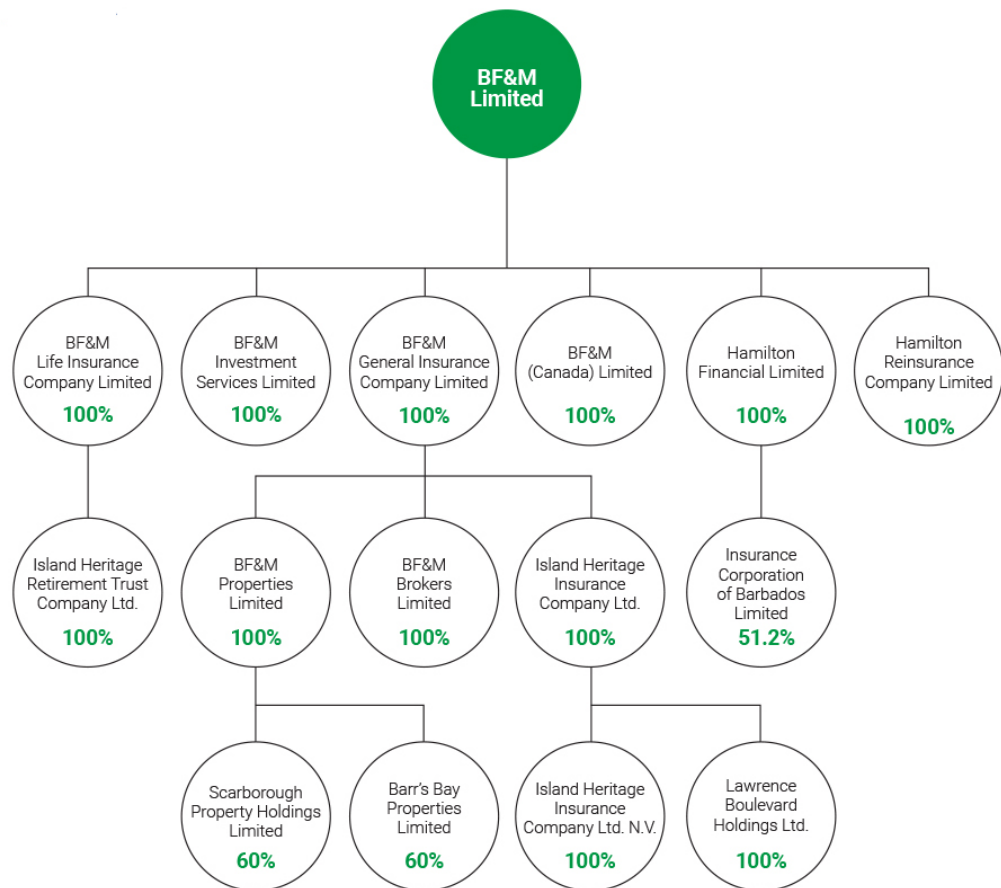 BF&M
Limited
BF&M
Life Insurance
Company Limited
100%
BF&M
Investment
Services Limited
100%
BF&M
General Insurance
Company Limited
100%
BF&M
(Canada) Limited
100%
Hamilton
Financial Limited
100%
Hamilton
Reinsurance
Company Limited
100%
Island Heritage
Retirement Trust
Company Ltd.
100%
BF&M
Properties
Limited
100%
BF&M
Brokers
Limited
100%
Island Heritage
Insurance
Company Ltd.
100%
Insurance
Corporation
of Barbados
Limited
51.2%
Scarborough
Property Holdings
Limited
60%
Barr's Bay
Properties
Limited
60%
Island Heritage
Insurance
Company Ltd. N.V.
100%
Lawrence
Boulevard
Holdings Ltd.
100%